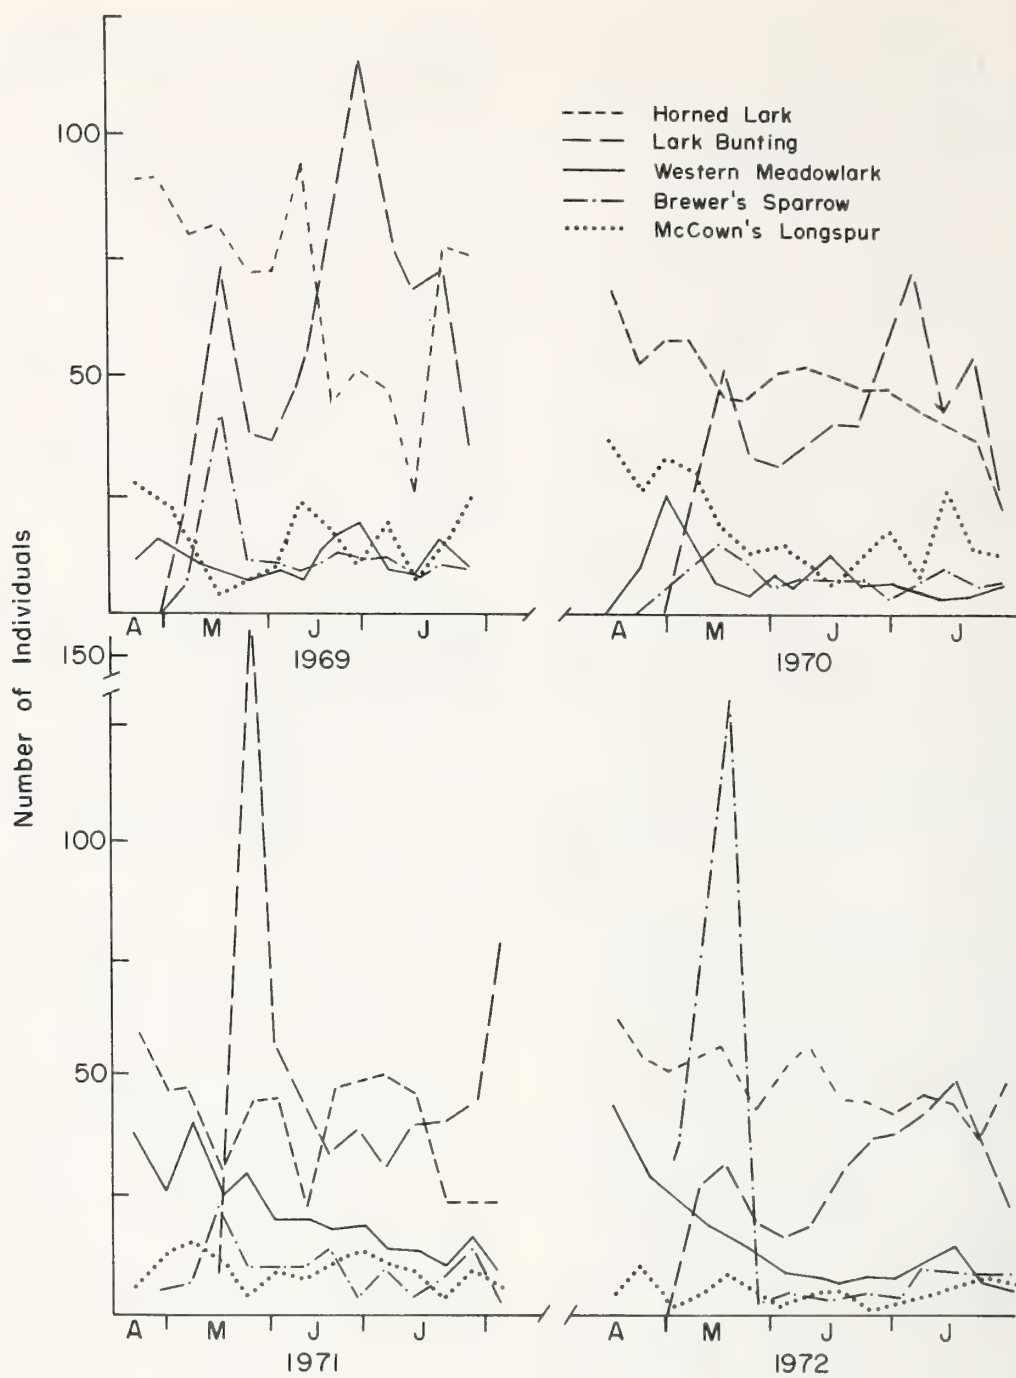 Number of Individuals
100
50
Horned Lark
Lark Bunting
Western Meadowlark
Brewer's Sparrow
McCown's Longspur
A M J J
1969
A M J J
1970
150
100
50
A M J J
1971
A M J J
1972